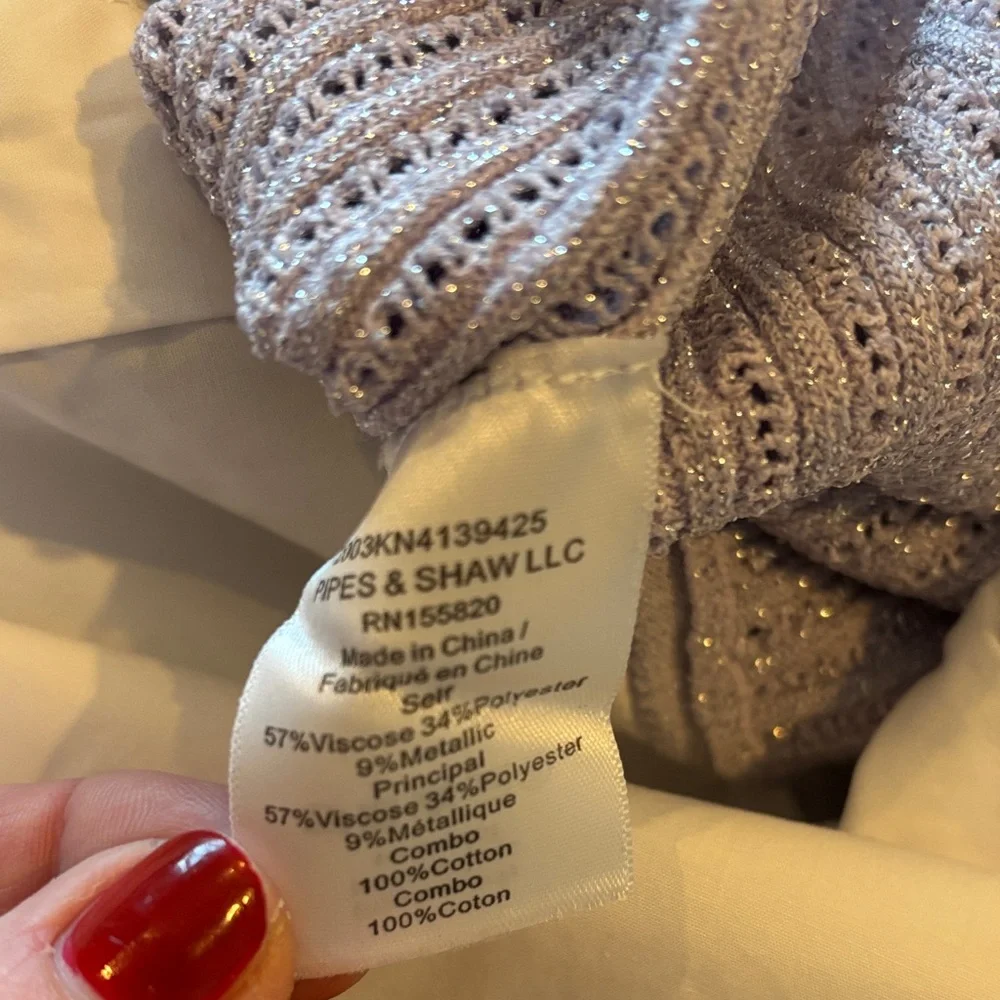 003KN4139425
PIPES & SHAW LLC
RN155820
Made in China /
Fabriqué en Chine
Self
57%Viscose 34%Polyester
9%Metallic
Principal
57%Viscose 34%Polyester
9%Métallique
Combo
100%Cotton
Combo
100%Coton